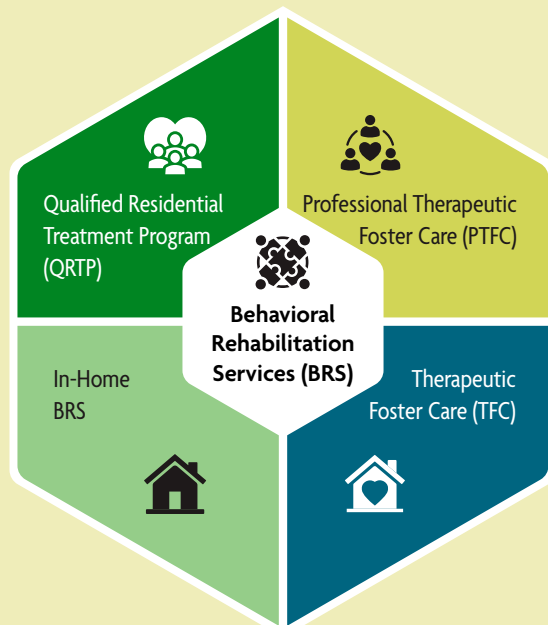 Qualified Residential
Treatment Program
(QRTP)
Professional Therapeutic
Foster Care (PTFC)
Behavioral
Rehabilitation
Services (BRS)
In-Home
BRS
Therapeutic
Foster Care (TFC)